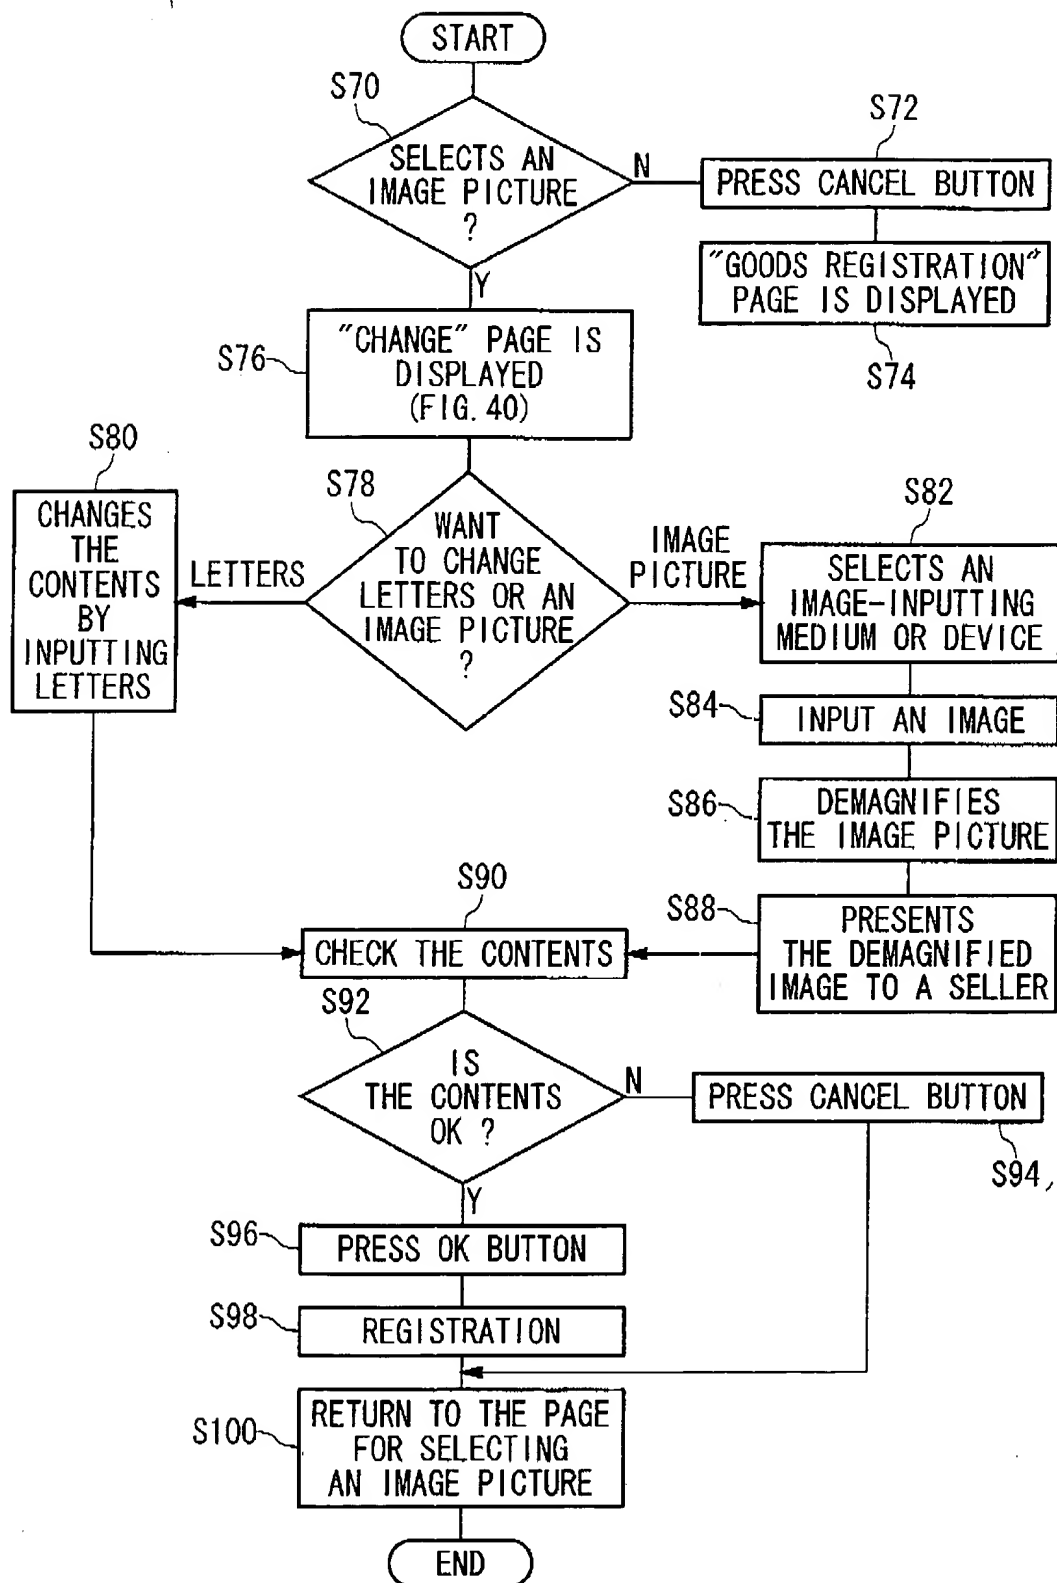 START
S70
SELECTS AN
IMAGE PICTURE
?
N
S72
PRESS CANCEL BUTTON
"GOODS REGISTRATION"
PAGE IS DISPLAYED
S74
Y
S76
"CHANGE" PAGE IS
DISPLAYED
(FIG. 40)
S78
WANT
TO CHANGE
LETTERS OR AN
IMAGE PICTURE
?
LETTERS
S80
CHANGES
THE
CONTENTS
BY
INPUTTING
LETTERS
IMAGE
PICTURE
S82
SELECTS AN
IMAGE-INPUTTING
MEDIUM OR DEVICE
S84
INPUT AN IMAGE
S86
DEMAGNIFIES
THE IMAGE PICTURE
S88
PRESENTS
THE DEMAGNIFIED
IMAGE TO A SELLER
S90
CHECK THE CONTENTS
S92
IS
THE CONTENTS
OK ?
N
PRESS CANCEL BUTTON
S94
Y
S96
PRESS OK BUTTON
S98
REGISTRATION
S100
RETURN TO THE PAGE
FOR SELECTING
AN IMAGE PICTURE
END